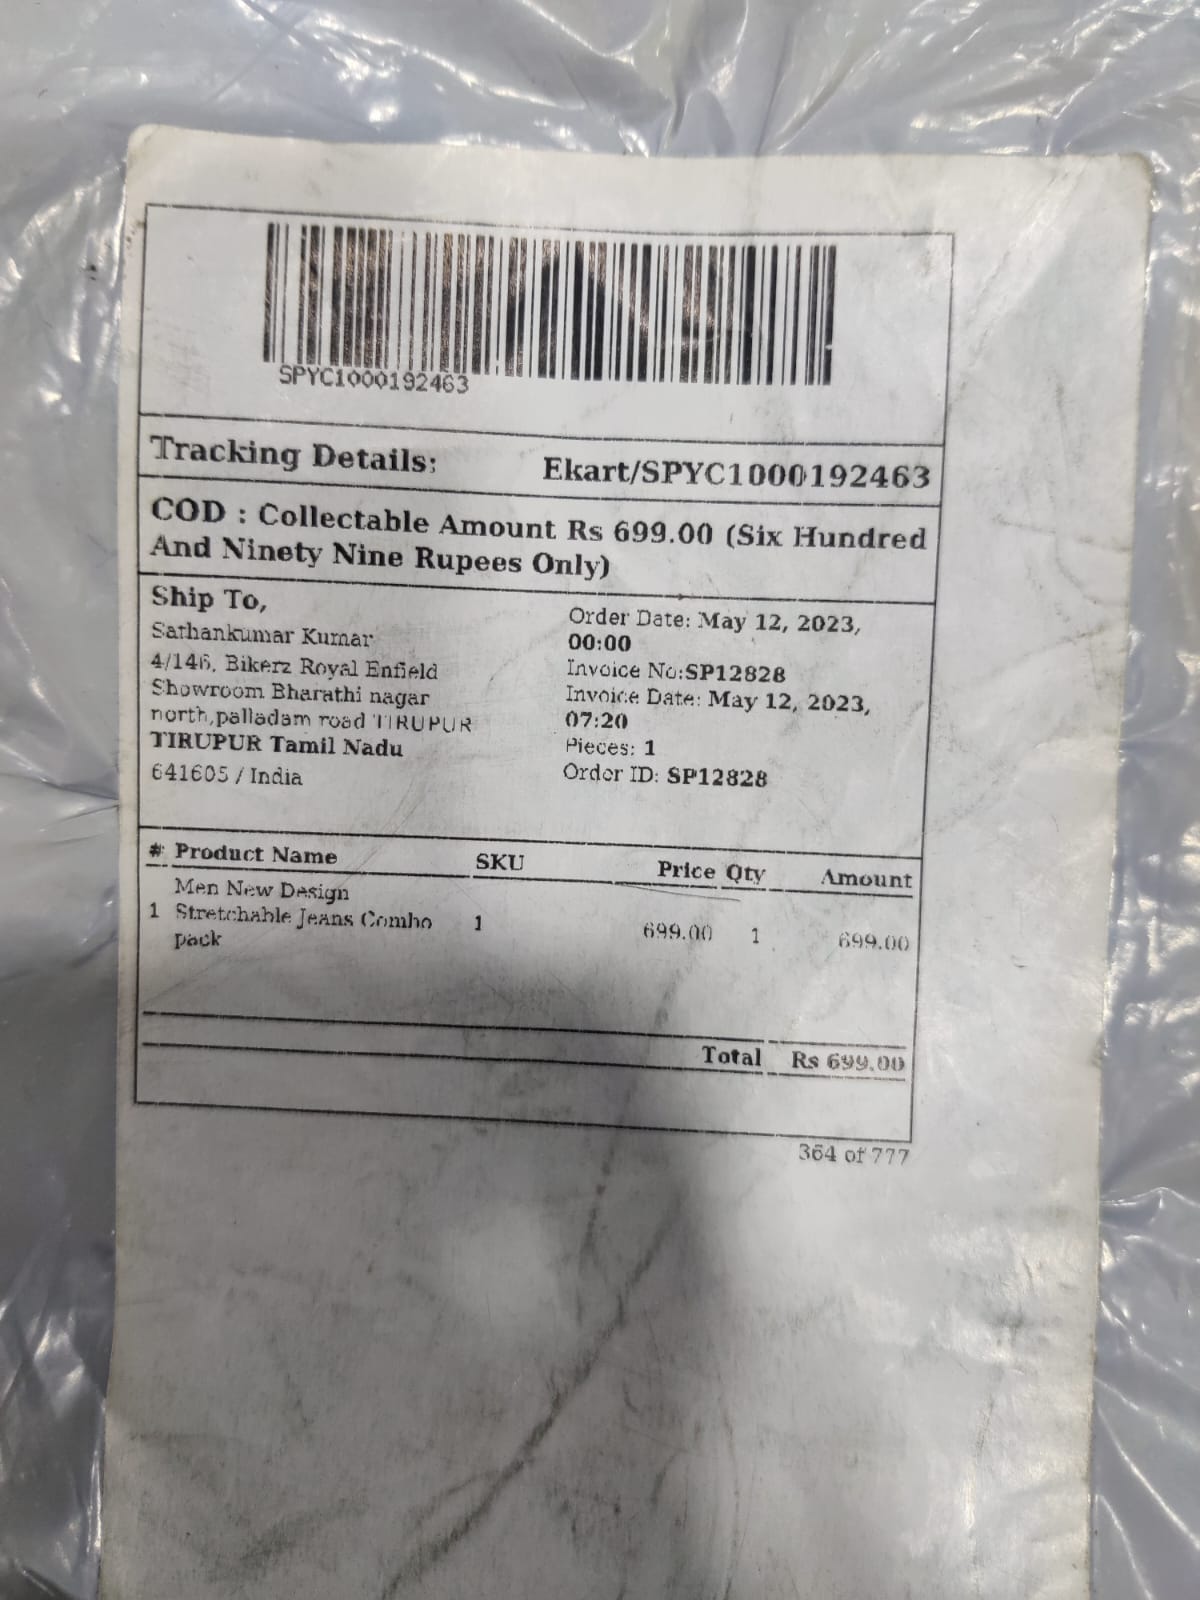 SPYC1000192463
Tracking Details: Ekart/SPYC1000192463
COD : Collectable Amount Rs 699.00 (Six Hundred
And Ninety Nine Rupees Only)
Ship To,
Sathankumar Kumar
4/146, Bikerz Royal Enfield
Showroom Bharathi nagar
north,palladam road TIRUPUR
TIRUPUR Tamil Nadu
641605 / India
Order Date: May 12, 2023,
00:00
Invoice No:SP12828
Invoice Date: May 12, 2023,
07:20
Pieces: 1
Order ID: SP12828
# Product Name SKU Price Qty Amount
Men New Design
1 Stretchable Jeans Combo 1 699.00 1 699.00
pack
Total Rs 699.00
364 of 777